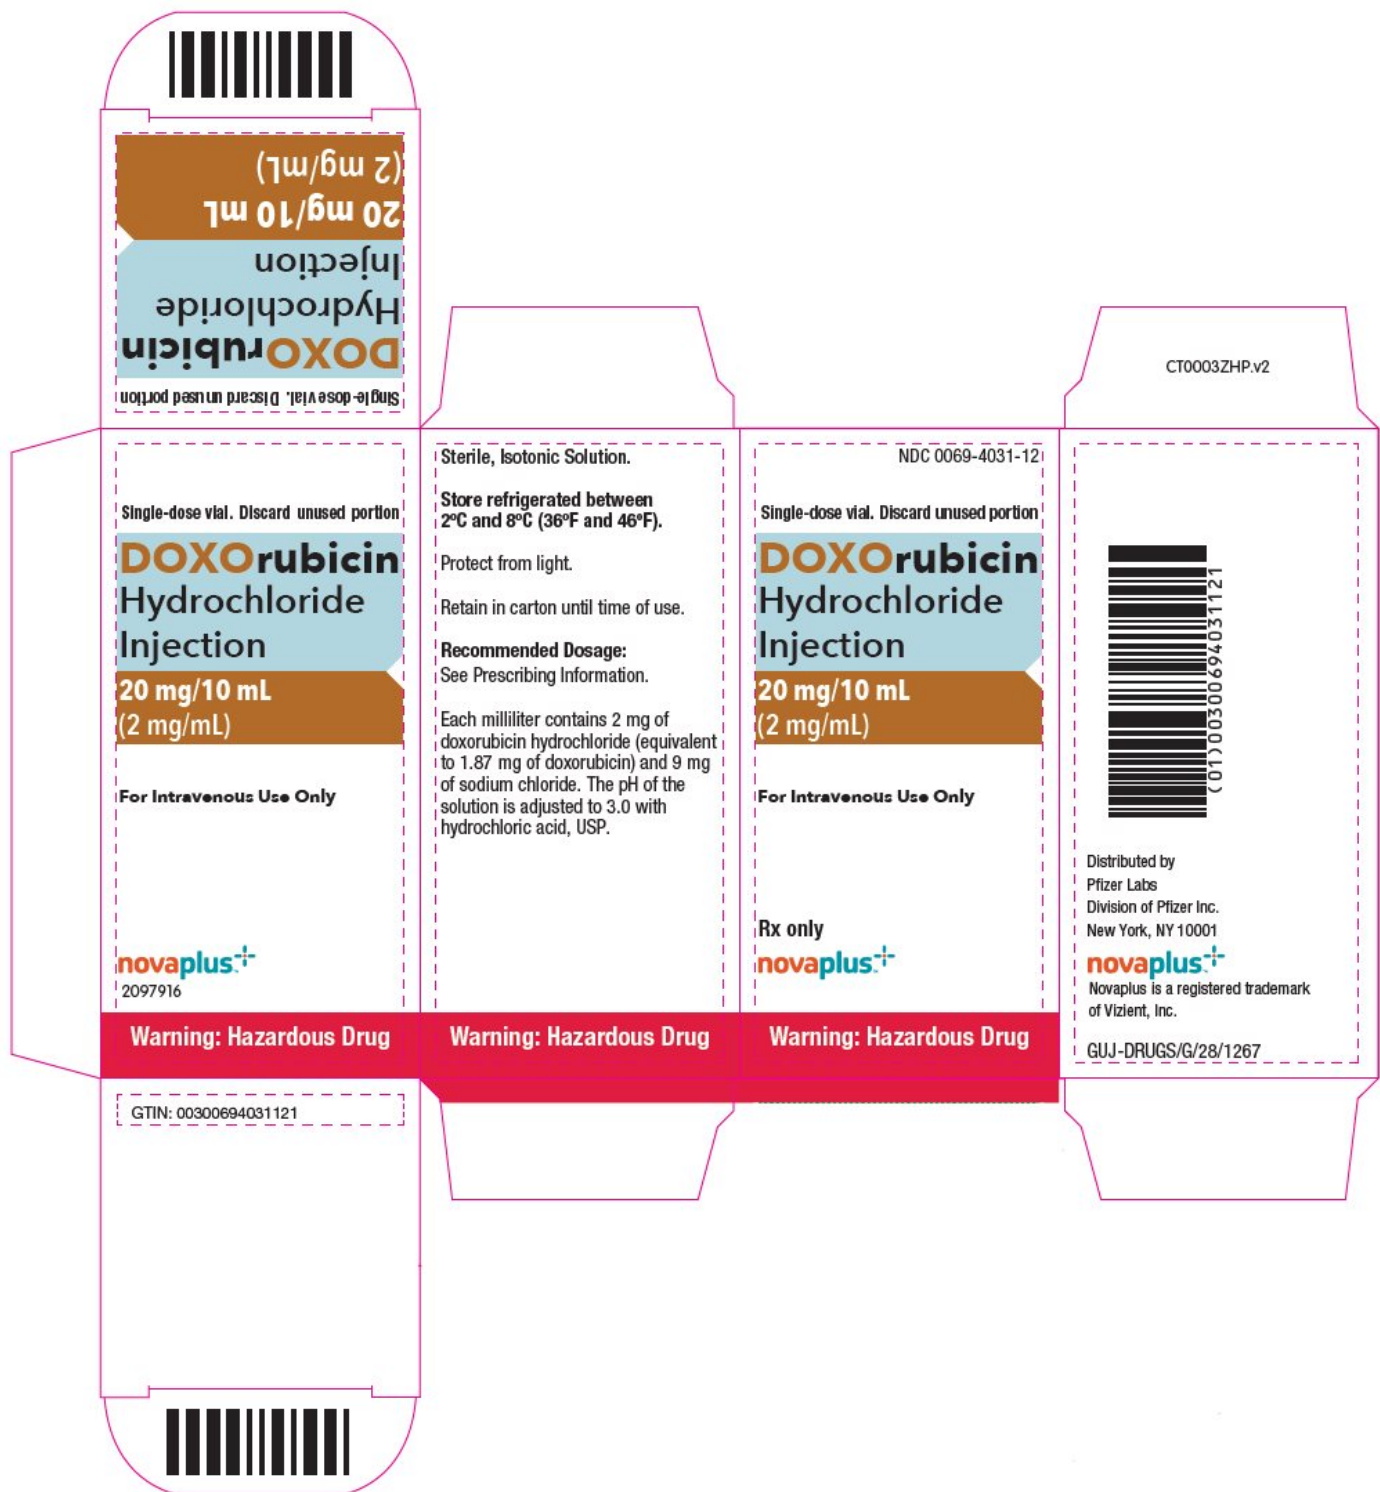 (2 mg/mL)
20 mg/10 mL
Injection
Hydrochloride
DOXOrubicin
Single-dose vial. Discard unused portion
CT0003ZHP.v2
Single-dose vial. Discard unused portion
DOXOrubicin
Hydrochloride
Injection
20 mg/10 mL
(2 mg/mL)
For Intravenous Use Only
novaplus™
2097916
Warning: Hazardous Drug
GTIN: 00300694031121
Sterile, Isotonic Solution.
Store refrigerated between
2ºC and 8ºC (36ºF and 46ºF).
Protect from light.
Retain in carton until time of use.
Recommended Dosage:
See Prescribing Information.
Each milliliter contains 2 mg of
doxorubicin hydrochloride (equivalent
to 1.87 mg of doxorubicin) and 9 mg
of sodium chloride. The pH of the
solution is adjusted to 3.0 with
hydrochloric acid, USP.
Warning: Hazardous Drug
NDC 0069-4031-12
Single-dose vial. Discard unused portion
DOXOrubicin
Hydrochloride
Injection
20 mg/10 mL
(2 mg/mL)
For Intravenous Use Only
Rx only
novaplus™
Warning: Hazardous Drug
(01)00300694031121
Distributed by
Pfizer Labs
Division of Pfizer Inc.
New York, NY 10001
novaplus™
Novaplus is a registered trademark
of Vizient, Inc.
GUJ-DRUGS/G/28/1267